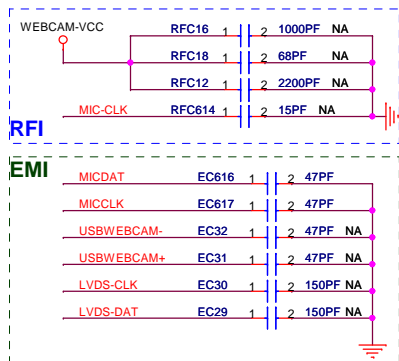 WEBCAM-VCC
RFC16 1 2 1000PF NA
RFC18 1 2 68PF NA
RFC12 1 2 2200PF NA
MIC-CLK RFC614 1 2 15PF NA
RFI
EMI
MICDAT EC616 1 2 47PF
MICCLK EC617 1 2 47PF
USBWEBCAM- EC32 1 2 47PF NA
USBWEBCAM+ EC31 1 2 47PF NA
LVDS-CLK EC30 1 2 150PF NA
LVDS-DAT EC29 1 2 150PF NA